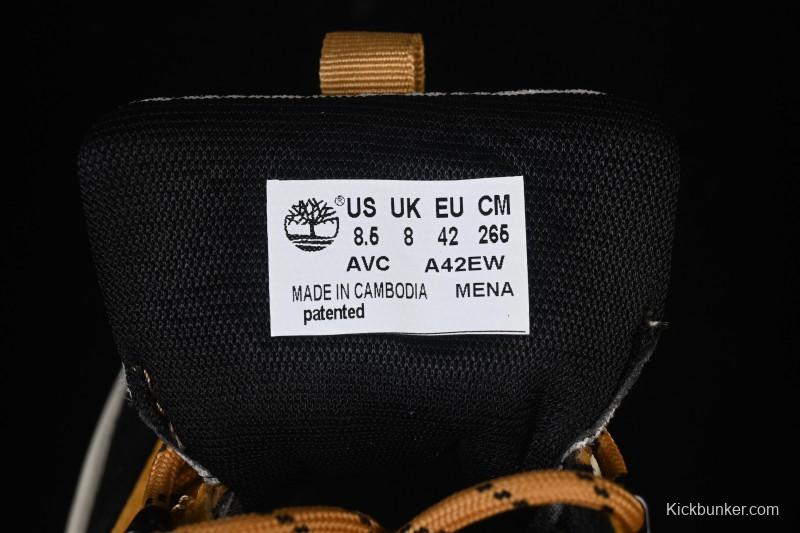 ® US UK EU CM
8.5 8 42 265
AVC A42EW
MADE IN CAMBODIA MENA
patented
Kickbunker.com